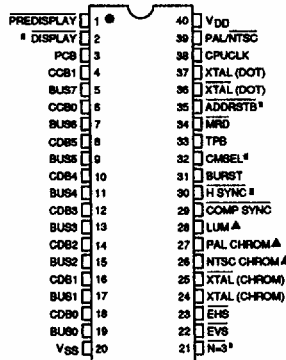 PREDISPLAY 1 40 VDD
* DISPLAY 2 39 PAL/NTSC
PCB 3 38 CPUCLK
CCB1 4 37 XTAL (DOT)
BUS7 5 36 XTAL (DOT)
CCB0 6 35 ADDRSTB *
BUS6 7 34 MRD
CDB5 8 33 TPB
BUS5 9 32 CMSEL *
CDB4 10 31 BURST
BUS4 11 30 H SYNC *
CDB3 12 29 COMP SYNC
BUS3 13 28 LUM ▲
CDB2 14 27 PAL CHROM ▲
BUS2 15 26 NTSC CHROM ▲
CDB1 16 25 XTAL (CHROM)
BUS1 17 24 XTAL (CHROM)
CDB0 18 23 EHS
BUS0 19 22 EVS
VSS 20 21 N=3 *